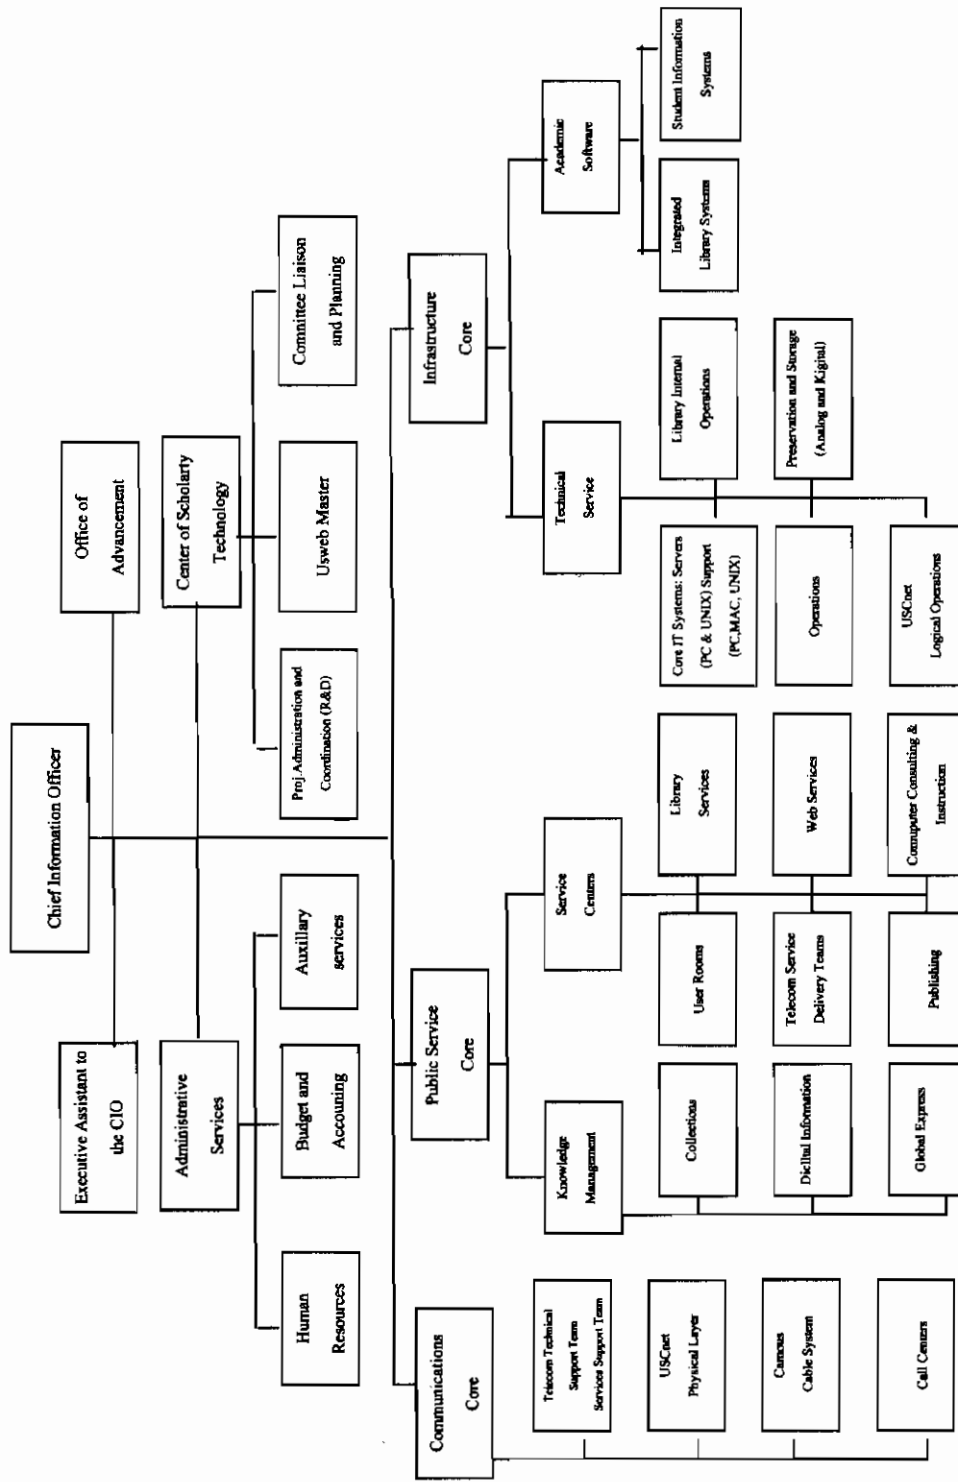 Chief Information Officer
Executive Assistant to
the CIO
Office of
Advancement
Administrative
Services
Center of Scholarty
Technology
Human
Resources
Budget and
Accouning
Auxillary
services
Proj.Administration and
Coordination (R&D)
Usweb Master
Committee Liaison
and Planning
Communications
Core
Public Service
Core
Infrastructure
Core
Telecom Technical
Support Team
Services Support Team
USCnet
Physical Layer
Camous
Cable System
Call Centers
Knowledge
Management
Service
Centers
Collections
Diclltal Information
Global Express
User Rooms
Telecom Service
Delivery Teams
Publishing
Library
Services
Web Services
Comruputer Consulting &
Instruction
Technical
Service
Academic
Software
Core IT Systems: Servers
(PC & UNIX) Support
(PC,MAC, UNIX)
Operations
USCnet
Logical Operations
Library Internal
Operations
Preservation and Storage
(Analog and Kigital)
Integrated
Library Systems
Student Information
Systems